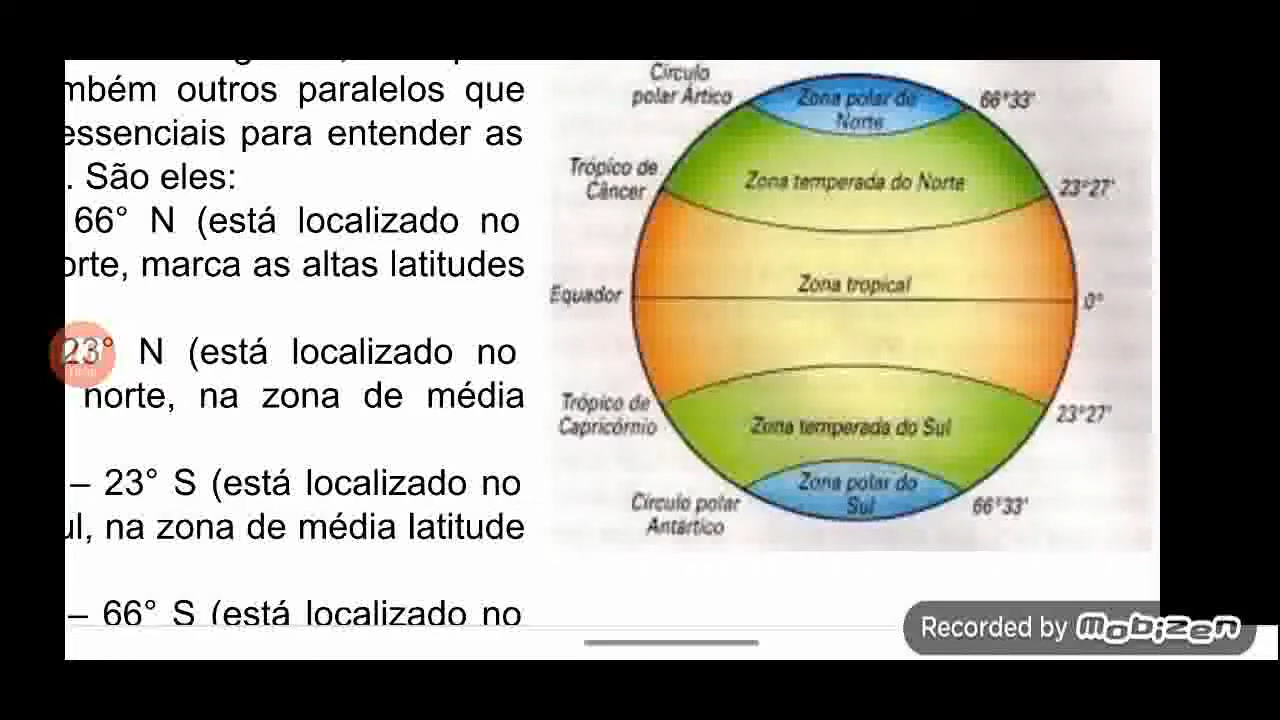 mbém outros paralelos que
essenciais para entender as
. São eles:
66° N (está localizado no
orte, marca as altas latitudes
23° N (está localizado no
norte, na zona de média
– 23° S (está localizado no
ul, na zona de média latitude
– 66° S (está localizado no
Círculo
polar Ártico
Zona polar do
Norte
66°33'
Trópico de
Câncer
Zona temperada do Norte
23°27'
Zona tropical
Equador
0°
Trópico de
Capricórnio
Zona temperada do Sul
23°27'
Zona polar do
Sul
Círculo polar
Antártico
66°33'
Recorded by Mobizen